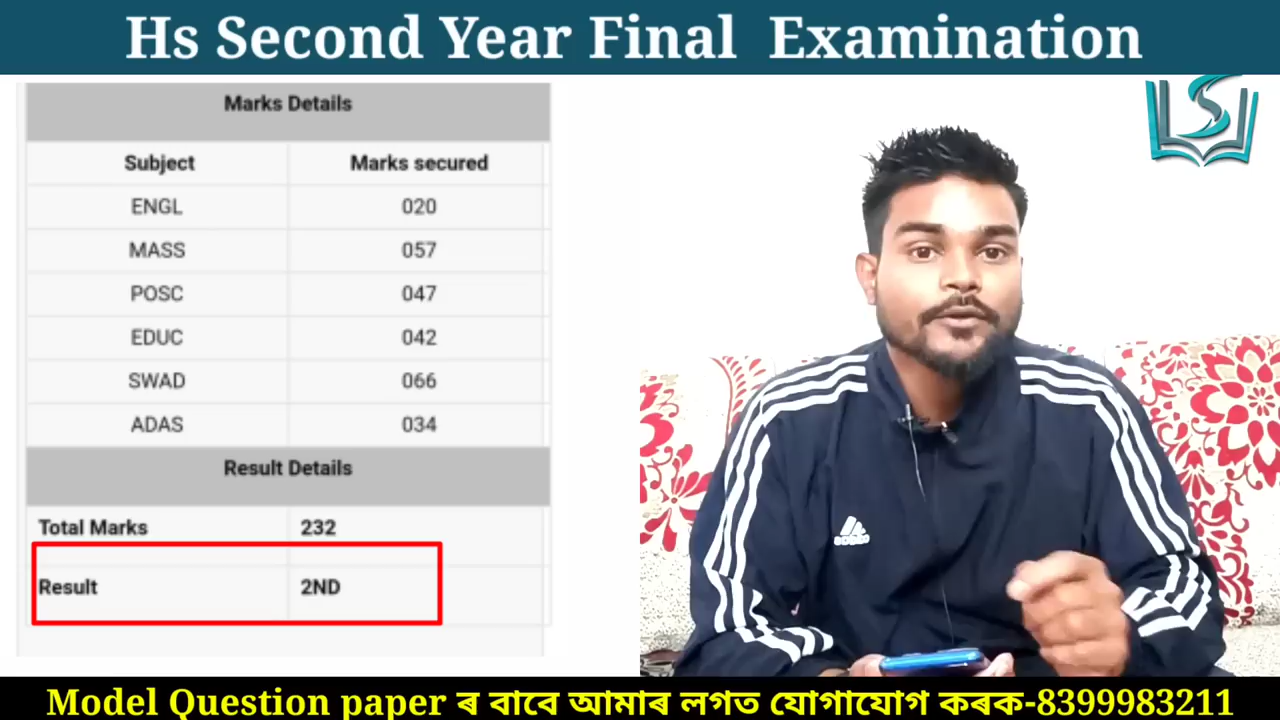 Hs Second Year Final Examination
Marks Details
Subject Marks secured
ENGL 020
MASS 057
POSC 047
EDUC 042
SWAD 066
ADAS 034
Result Details
Total Marks 232
Result 2ND
Model Question paper ৰ বাবে আমাৰ লগত যোগাযোগ কৰক-8399983211